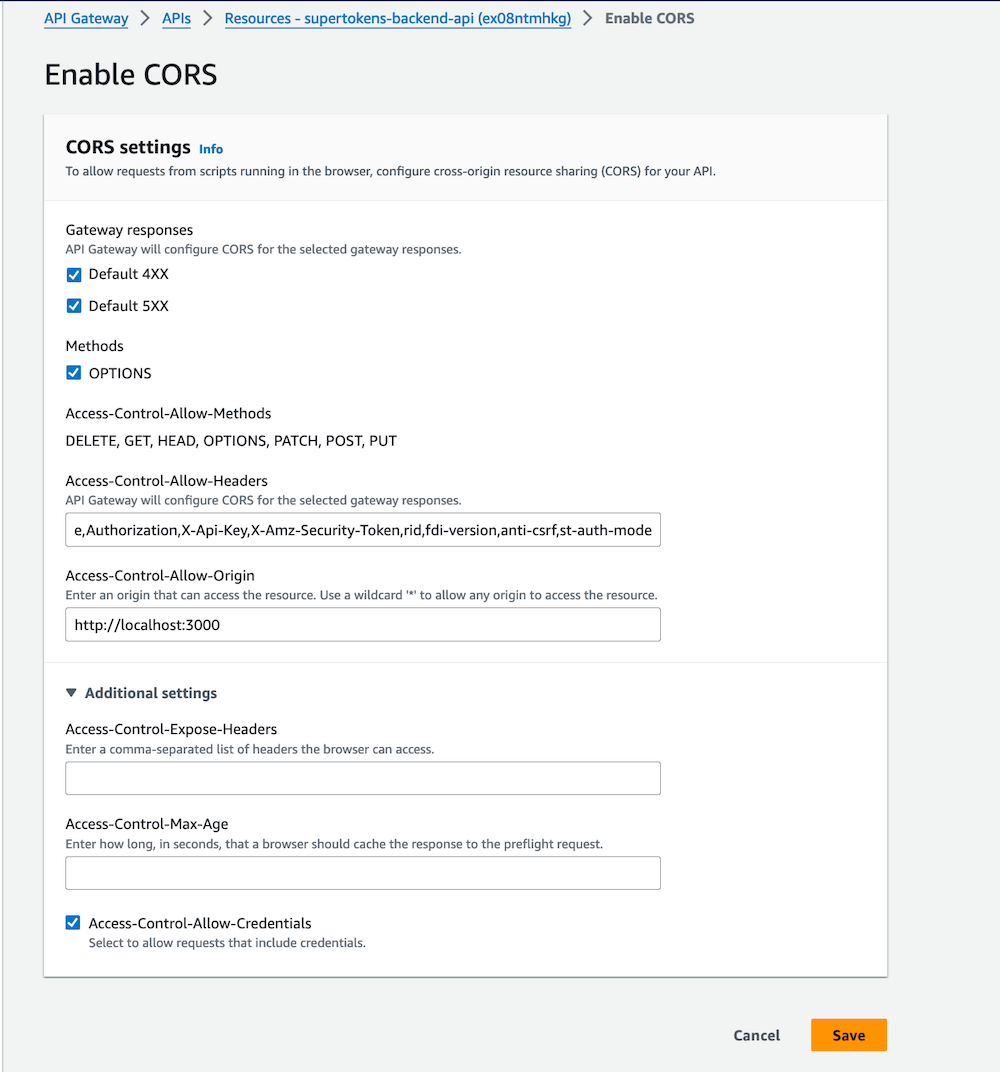 API Gateway > APIs > Resources - supertokens-backend-api (ex08ntmhkg) > Enable CORS
Enable CORS
CORS settings Info
To allow requests from scripts running in the browser, configure cross-origin resource sharing (CORS) for your API.
Gateway responses
API Gateway will configure CORS for the selected gateway responses.
Default 4XX
Default 5XX
Methods
OPTIONS
Access-Control-Allow-Methods
DELETE, GET, HEAD, OPTIONS, PATCH, POST, PUT
Access-Control-Allow-Headers
API Gateway will configure CORS for the selected gateway responses.
e,Authorization,X-Api-Key,X-Amz-Security-Token,rid,fdi-version,anti-csrf,st-auth-mode
Access-Control-Allow-Origin
Enter an origin that can access the resource. Use a wildcard '*' to allow any origin to access the resource.
http://localhost:3000
Additional settings
Access-Control-Expose-Headers
Enter a comma-separated list of headers the browser can access.
Access-Control-Max-Age
Enter how long, in seconds, that a browser should cache the response to the preflight request.
Access-Control-Allow-Credentials
Select to allow requests that include credentials.
Cancel Save